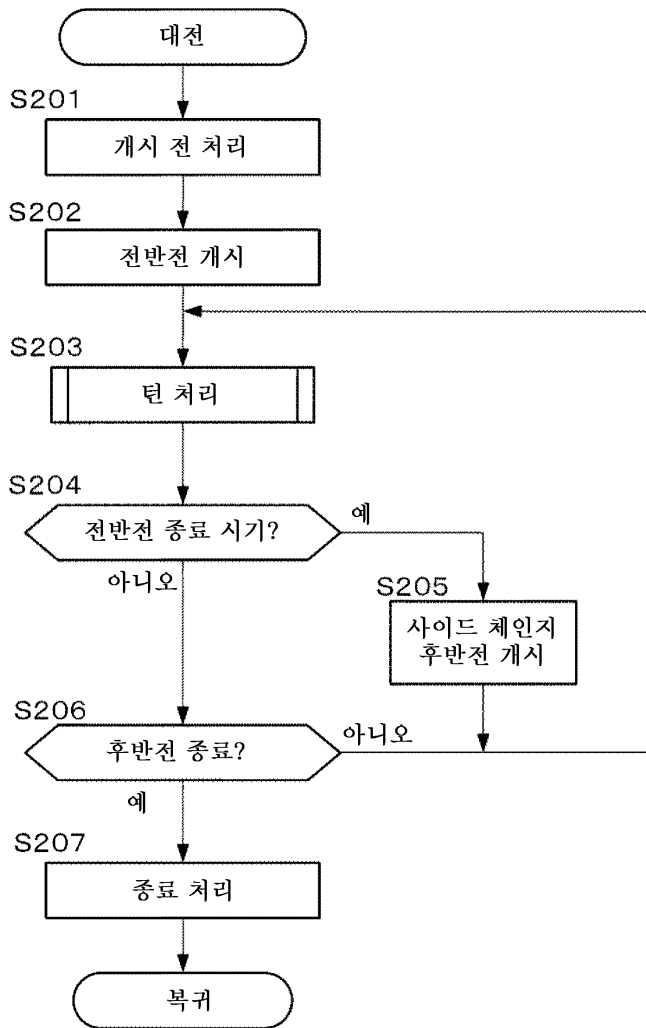 대전
S201
개시 전 처리
S202
전반전 개시
S203
턴 처리
S204
전반전 종료 시기?
예
아니오
S205
사이드 체인지
후반전 개시
S206
후반전 종료?
아니오
예
S207
종료 처리
복귀